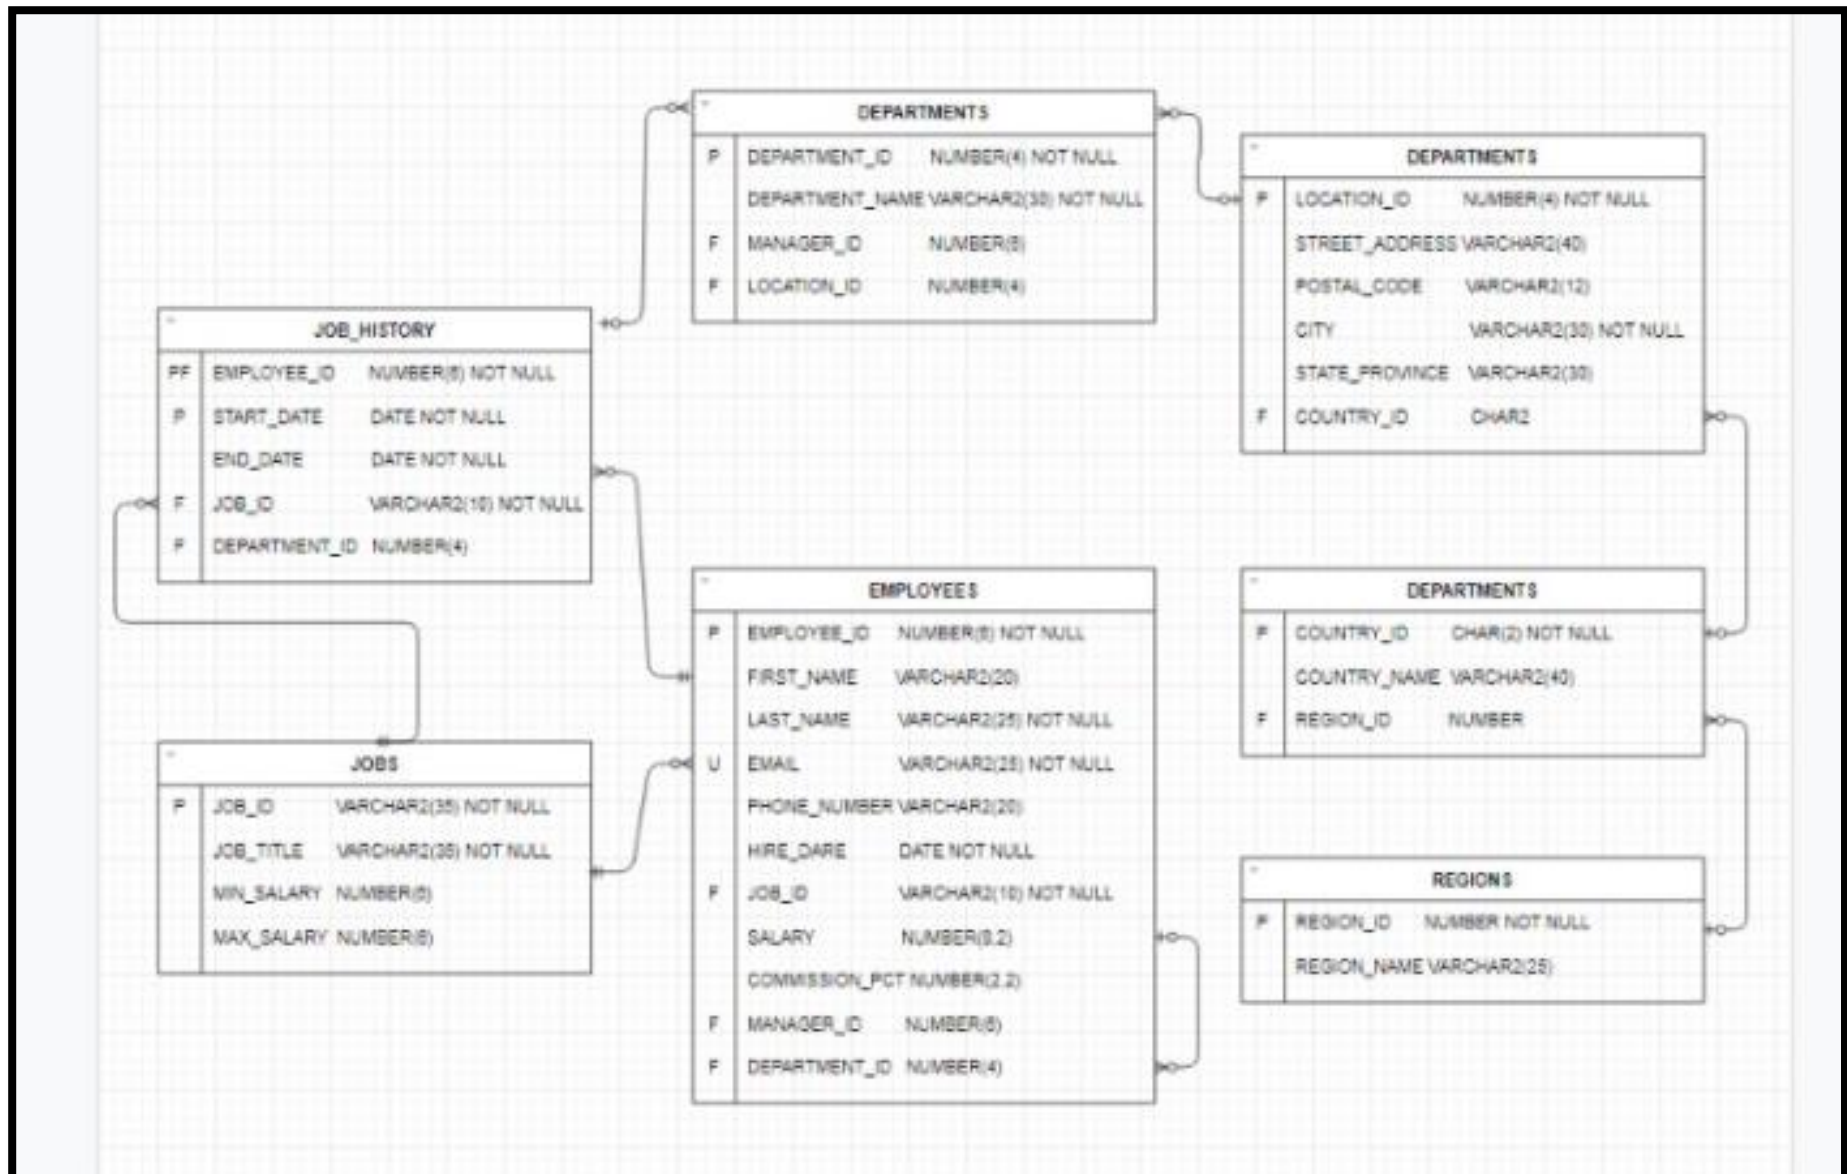 DEPARTMENTS
P DEPARTMENT_ID NUMBER(4) NOT NULL
DEPARTMENT_NAME VARCHAR2(30) NOT NULL
F MANAGER_ID NUMBER(6)
F LOCATION_ID NUMBER(4)
DEPARTMENTS
P LOCATION_ID NUMBER(4) NOT NULL
STREET_ADDRESS VARCHAR2(40)
POSTAL_CODE VARCHAR2(12)
CITY VARCHAR2(30) NOT NULL
STATE_PROVINCE VARCHAR2(30)
F COUNTRY_ID CHAR2
JOB_HISTORY
PF EMPLOYEE_ID NUMBER(6) NOT NULL
P START_DATE DATE NOT NULL
END_DATE DATE NOT NULL
F JOB_ID VARCHAR2(10) NOT NULL
F DEPARTMENT_ID NUMBER(4)
EMPLOYEES
P EMPLOYEE_ID NUMBER(6) NOT NULL
FIRST_NAME VARCHAR2(20)
LAST_NAME VARCHAR2(25) NOT NULL
U EMAIL VARCHAR2(25) NOT NULL
PHONE_NUMBER VARCHAR2(20)
HIRE_DARE DATE NOT NULL
F JOB_ID VARCHAR2(10) NOT NULL
SALARY NUMBER(8.2)
COMMISSION_PCT NUMBER(2.2)
F MANAGER_ID NUMBER(6)
F DEPARTMENT_ID NUMBER(4)
DEPARTMENTS
P COUNTRY_ID CHAR(2) NOT NULL
COUNTRY_NAME VARCHAR2(40)
F REGION_ID NUMBER
JOBS
P JOB_ID VARCHAR2(35) NOT NULL
JOB_TITLE VARCHAR2(35) NOT NULL
MIN_SALARY NUMBER(6)
MAX_SALARY NUMBER(6)
REGIONS
P REGION_ID NUMBER NOT NULL
REGION_NAME VARCHAR2(25)